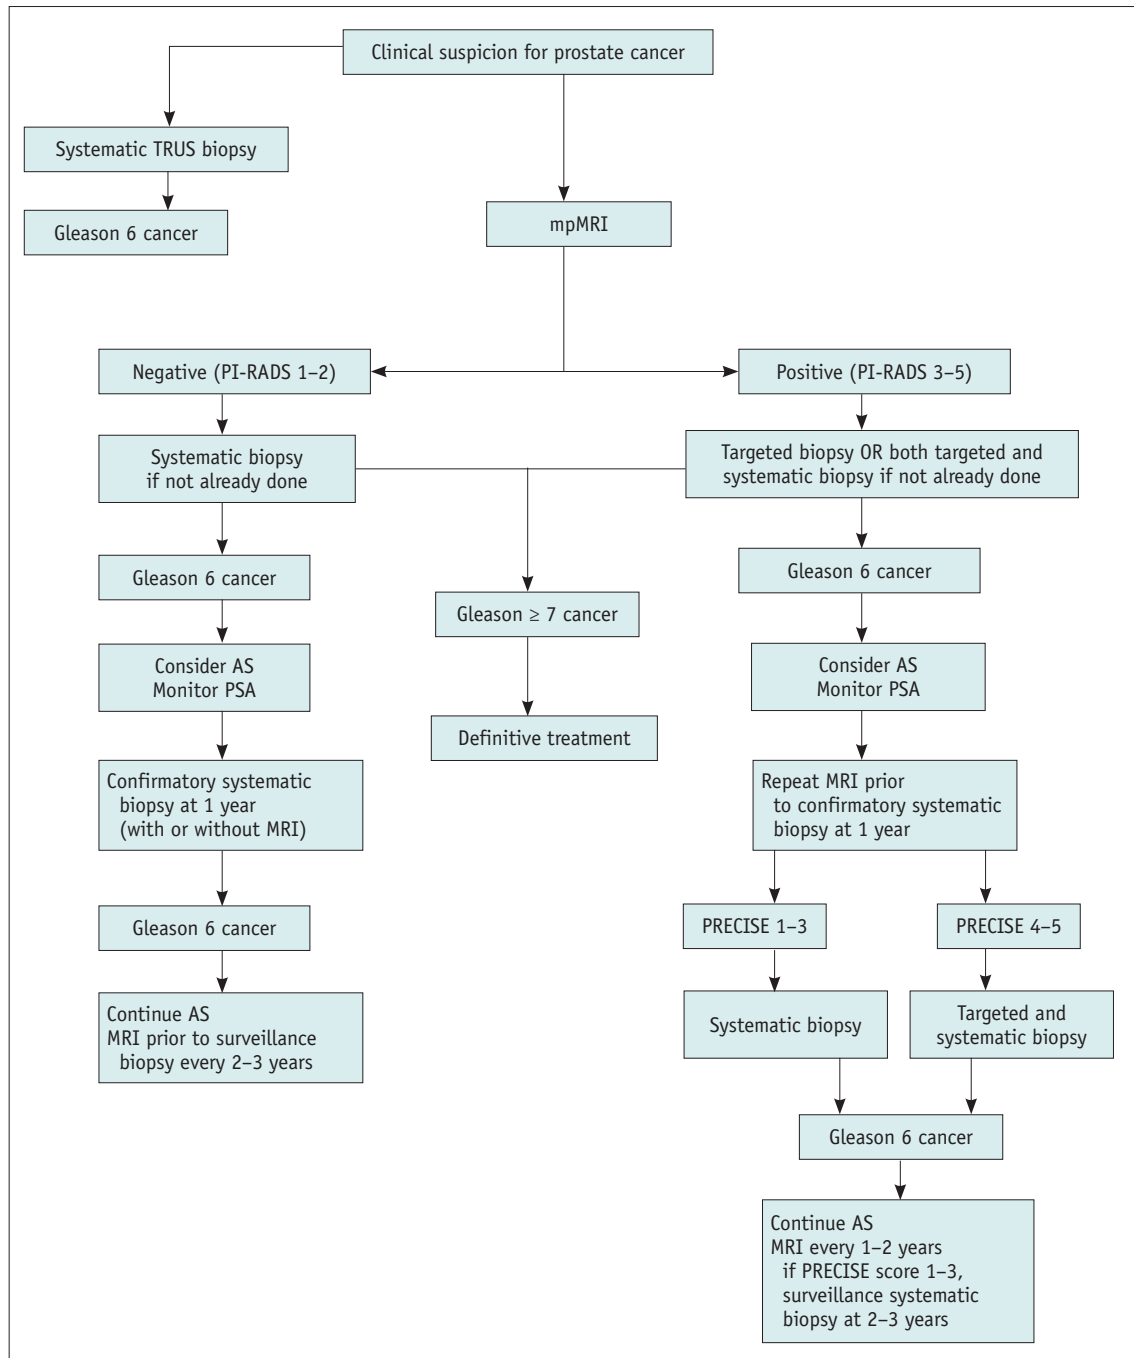 Clinical suspicion for prostate cancer
Systematic TRUS biopsy
Gleason 6 cancer
mpMRI
Negative (PI-RADS 1–2)
Positive (PI-RADS 3–5)
Systematic biopsy
if not already done
Targeted biopsy OR both targeted and
systematic biopsy if not already done
Gleason 6 cancer
Gleason 6 cancer
Gleason ≥ 7 cancer
Consider AS
Monitor PSA
Consider AS
Monitor PSA
Definitive treatment
Confirmatory systematic
biopsy at 1 year
(with or without MRI)
Repeat MRI prior
to confirmatory systematic
biopsy at 1 year
Gleason 6 cancer
PRECISE 1–3
PRECISE 4–5
Continue AS
MRI prior to surveillance
biopsy every 2–3 years
Systematic biopsy
Targeted and
systematic biopsy
Gleason 6 cancer
Continue AS
MRI every 1–2 years
if PRECISE score 1–3,
surveillance systematic
biopsy at 2–3 years